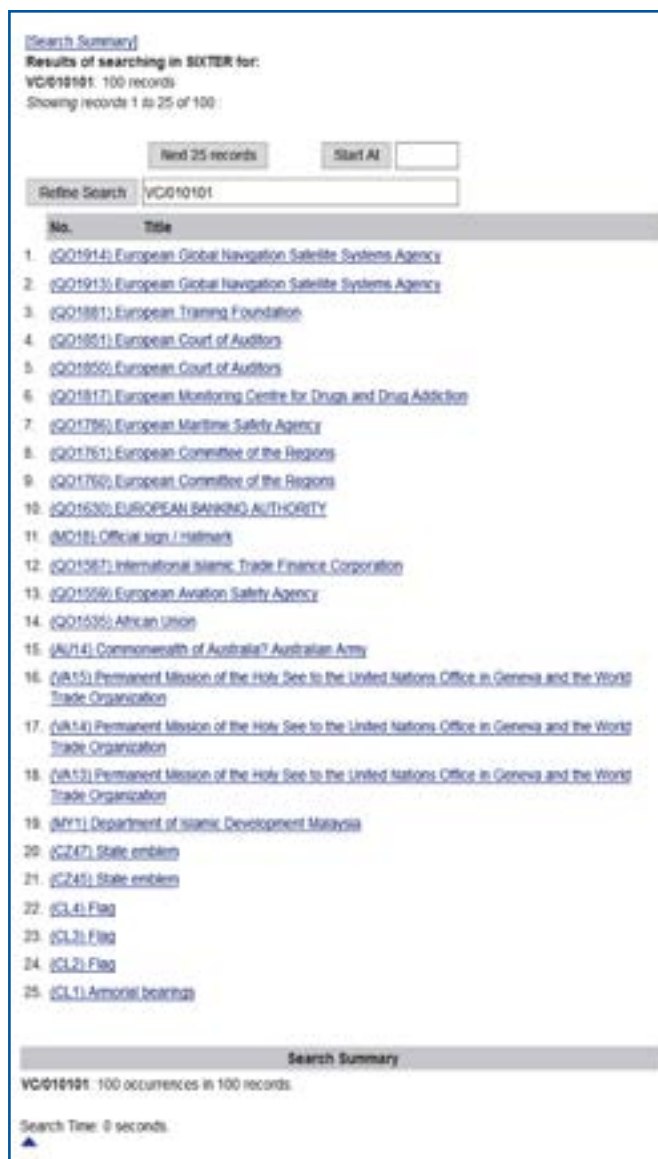 [Search Summary]
Results of searching in SIXTER for:
VC/010101: 100 records
Showing records 1 to 25 of 100 :
Next 25 records Start At
Refine Search VC/010101
No. Title
1. (QO1914) European Global Navigation Satellite Systems Agency
2. (QO1913) European Global Navigation Satellite Systems Agency
3. (QO1881) European Training Foundation
4. (QO1851) European Court of Auditors
5. (QO1850) European Court of Auditors
6. (QO1817) European Monitoring Centre for Drugs and Drug Addiction
7. (QO1786) European Maritime Safety Agency
8. (QO1761) European Committee of the Regions
9. (QO1760) European Committee of the Regions
10. (QO1630) EUROPEAN BANKING AUTHORITY
11. (MD18) Official sign / Hallmark
12. (QO1587) International Islamic Trade Finance Corporation
13. (QO1559) European Aviation Safety Agency
14. (QO1535) African Union
15. (AU14) Commonwealth of Australia? Australian Army
16. (VA15) Permanent Mission of the Holy See to the United Nations Office in Geneva and the World
Trade Organization
17. (VA14) Permanent Mission of the Holy See to the United Nations Office in Geneva and the World
Trade Organization
18. (VA13) Permanent Mission of the Holy See to the United Nations Office in Geneva and the World
Trade Organization
19. (MY1) Department of Islamic Development Malaysia
20. (CZ47) State emblem
21. (CZ45) State emblem
22. (CL4) Flag
23. (CL3) Flag
24. (CL2) Flag
25. (CL1) Armorial bearings
Search Summary
VC/010101: 100 occurrences in 100 records.
Search Time: 0 seconds.